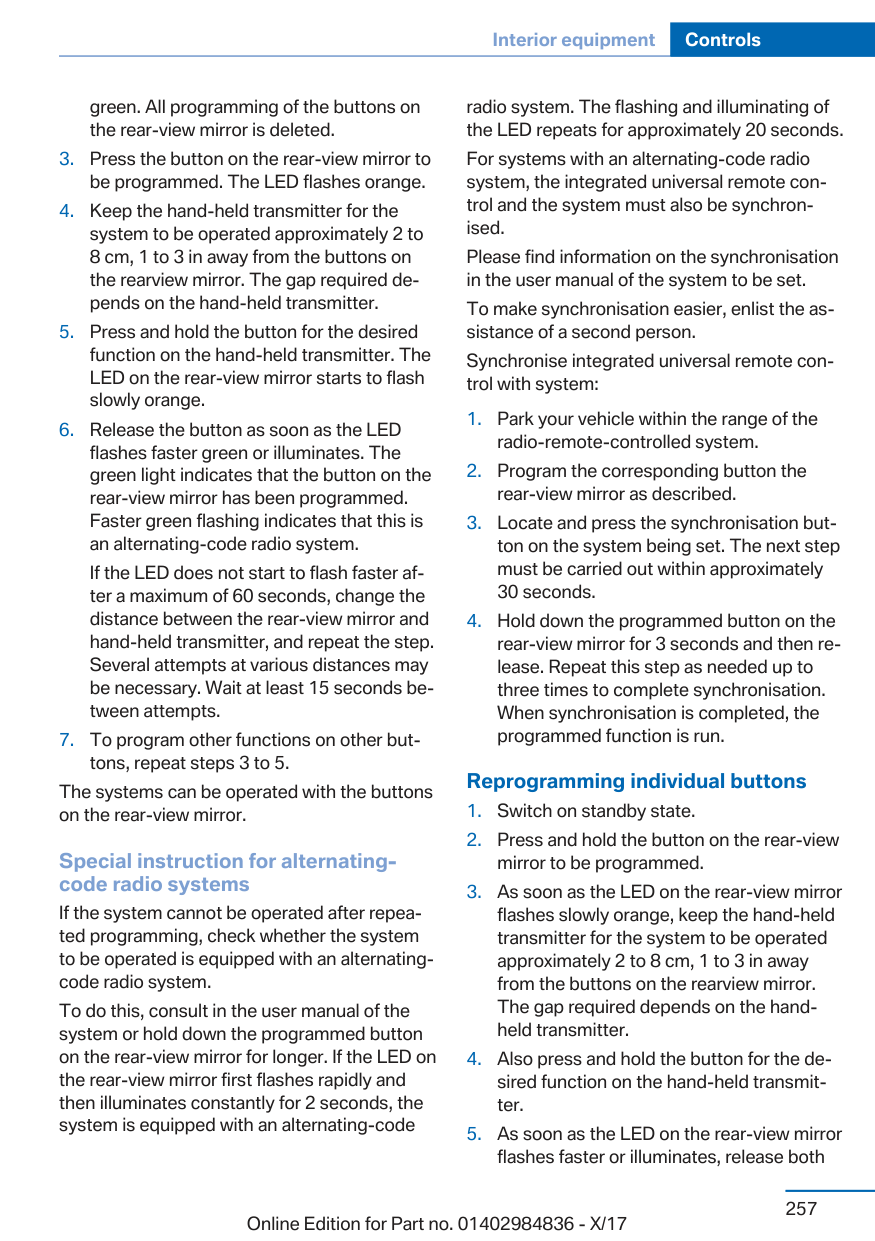 Interior equipment Controls
green. All programming of the buttons on
the rear-view mirror is deleted.
3. Press the button on the rear-view mirror to
be programmed. The LED flashes orange.
4. Keep the hand-held transmitter for the
system to be operated approximately 2 to
8 cm, 1 to 3 in away from the buttons on
the rearview mirror. The gap required de-
pends on the hand-held transmitter.
5. Press and hold the button for the desired
function on the hand-held transmitter. The
LED on the rear-view mirror starts to flash
slowly orange.
6. Release the button as soon as the LED
flashes faster green or illuminates. The
green light indicates that the button on the
rear-view mirror has been programmed.
Faster green flashing indicates that this is
an alternating-code radio system.
If the LED does not start to flash faster af-
ter a maximum of 60 seconds, change the
distance between the rear-view mirror and
hand-held transmitter, and repeat the step.
Several attempts at various distances may
be necessary. Wait at least 15 seconds be-
tween attempts.
7. To program other functions on other but-
tons, repeat steps 3 to 5.
The systems can be operated with the buttons
on the rear-view mirror.
Special instruction for alternating-
code radio systems
If the system cannot be operated after repea-
ted programming, check whether the system
to be operated is equipped with an alternating-
code radio system.
To do this, consult in the user manual of the
system or hold down the programmed button
on the rear-view mirror for longer. If the LED on
the rear-view mirror first flashes rapidly and
then illuminates constantly for 2 seconds, the
system is equipped with an alternating-code
radio system. The flashing and illuminating of
the LED repeats for approximately 20 seconds.
For systems with an alternating-code radio
system, the integrated universal remote con-
trol and the system must also be synchron-
ised.
Please find information on the synchronisation
in the user manual of the system to be set.
To make synchronisation easier, enlist the as-
sistance of a second person.
Synchronise integrated universal remote con-
trol with system:
1. Park your vehicle within the range of the
radio-remote-controlled system.
2. Program the corresponding button the
rear-view mirror as described.
3. Locate and press the synchronisation but-
ton on the system being set. The next step
must be carried out within approximately
30 seconds.
4. Hold down the programmed button on the
rear-view mirror for 3 seconds and then re-
lease. Repeat this step as needed up to
three times to complete synchronisation.
When synchronisation is completed, the
programmed function is run.
Reprogramming individual buttons
1. Switch on standby state.
2. Press and hold the button on the rear-view
mirror to be programmed.
3. As soon as the LED on the rear-view mirror
flashes slowly orange, keep the hand-held
transmitter for the system to be operated
approximately 2 to 8 cm, 1 to 3 in away
from the buttons on the rearview mirror.
The gap required depends on the hand-
held transmitter.
4. Also press and hold the button for the de-
sired function on the hand-held transmit-
ter.
5. As soon as the LED on the rear-view mirror
flashes faster or illuminates, release both
257
Online Edition for Part no. 01402984836 - X/17